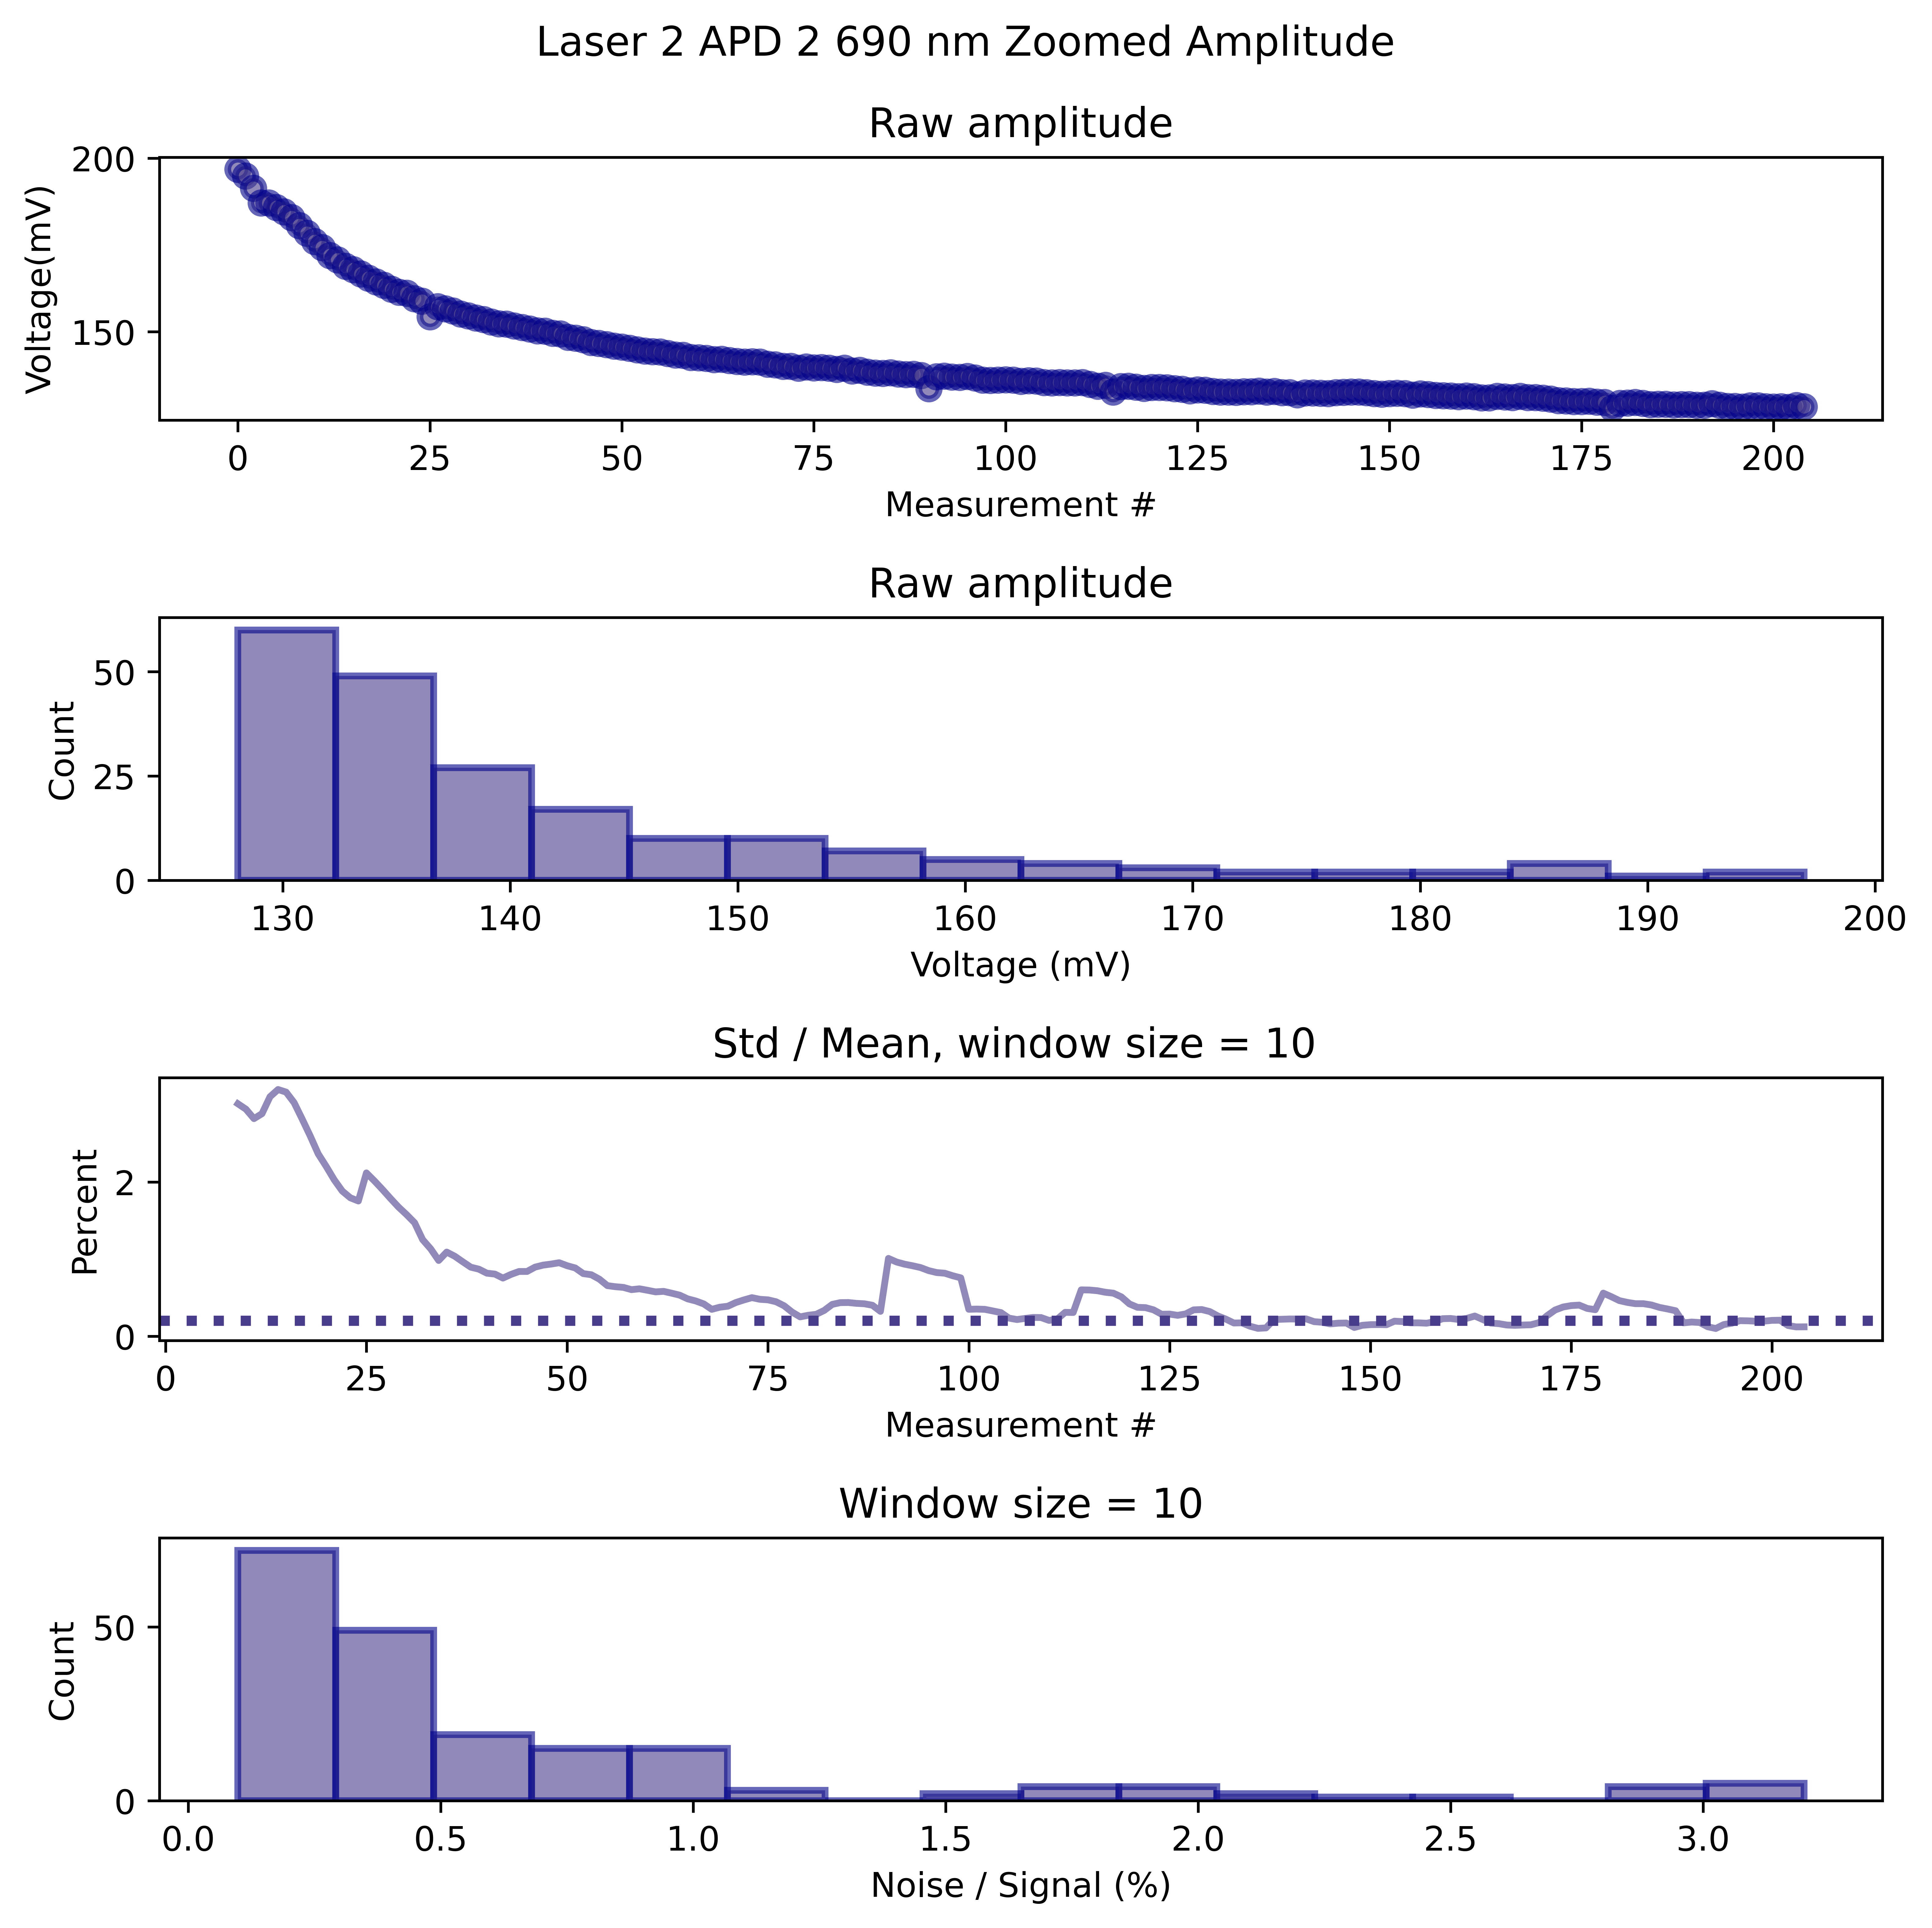 Laser 2 APD 2 690 nm Zoomed Amplitude
Raw amplitude
200
150
Voltage(mV)
0 25 50 75 100 125 150 175 200
Measurement #
Raw amplitude
50
25
0
Count
130 140 150 160 170 180 190 200
Voltage (mV)
Std / Mean, window size = 10
2
0
Percent
0 25 50 75 100 125 150 175 200
Measurement #
Window size = 10
50
0
Count
0.0 0.5 1.0 1.5 2.0 2.5 3.0
Noise / Signal (%)